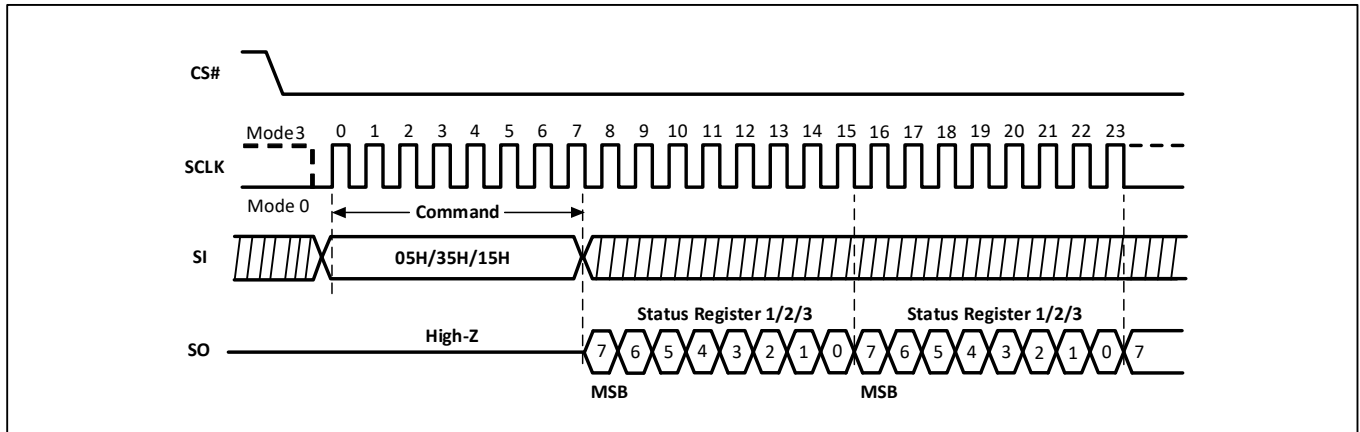 CS#
Mode3 0 1 2 3 4 5 6 7 8 9 10 11 12 13 14 15 16 17 18 19 20 21 22 23
SCLK
Mode 0 Command
SI 05H/35H/15H
High-Z Status Register 1/2/3 Status Register 1/2/3
SO 7 6 5 4 3 2 1 0 7 6 5 4 3 2 1 0 7
MSB MSB